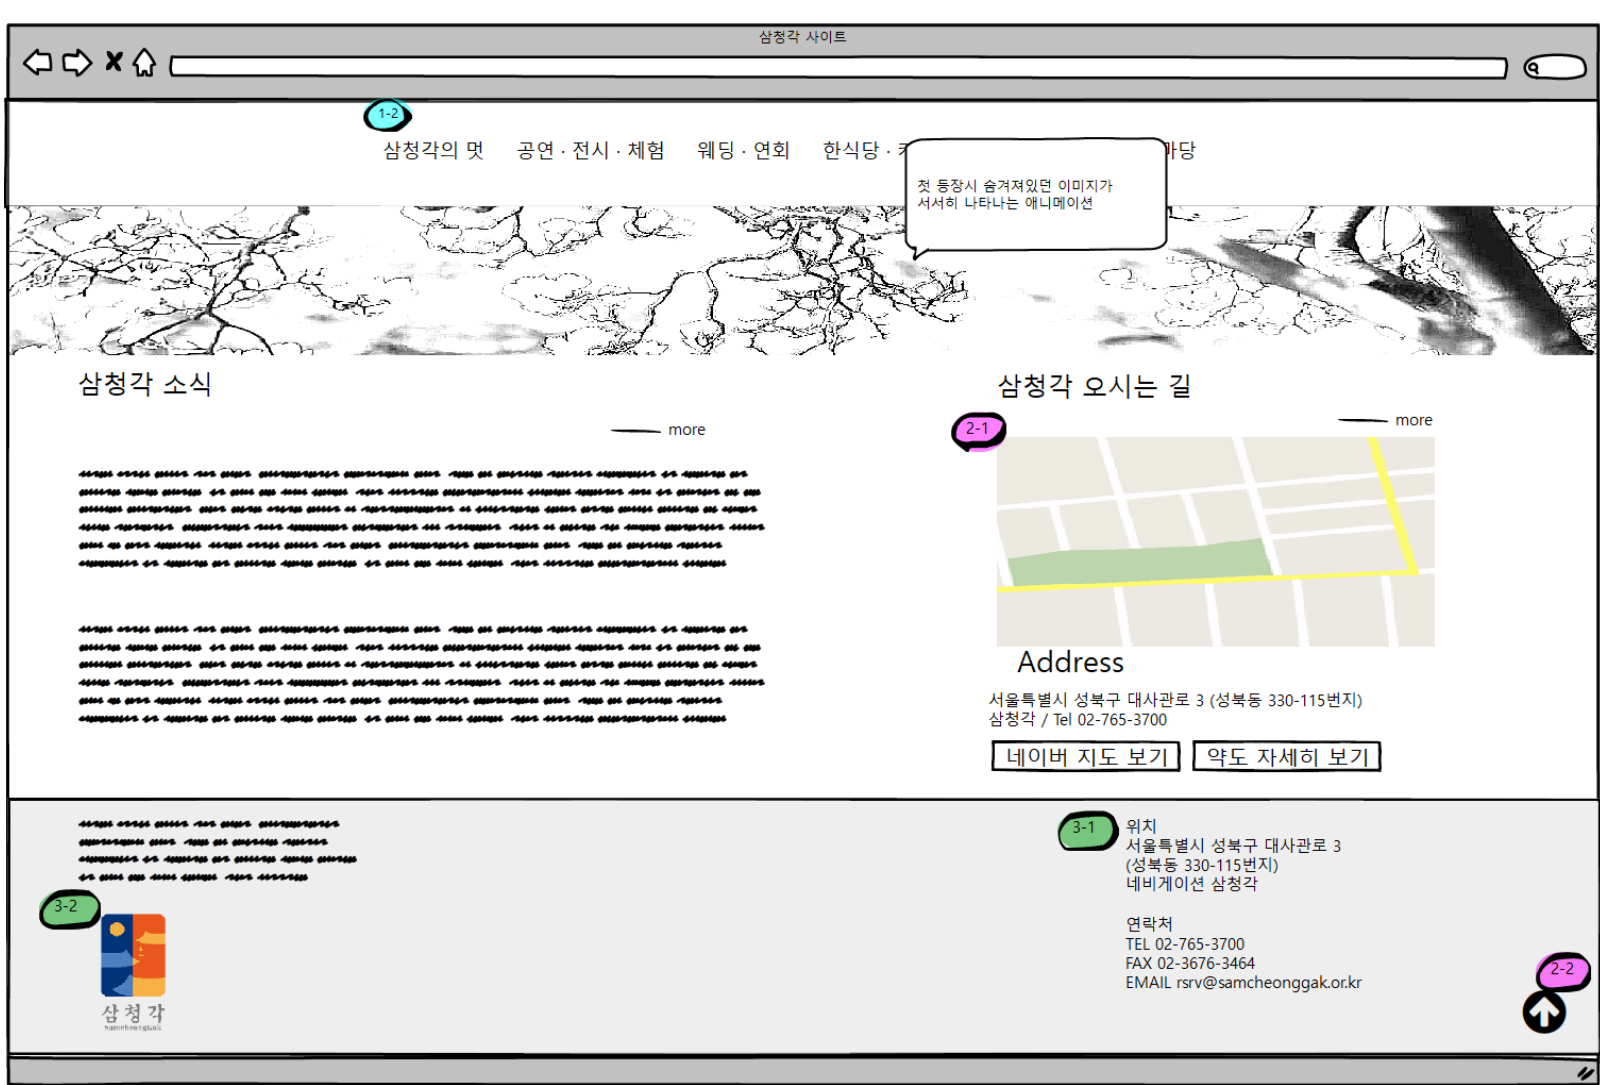 삼청각 사이트
1-2
삼청각의 멋 공연 · 전시 · 체험 웨딩 · 연회 한식당 · 마당
첫 등장시 숨겨져있던 이미지가
서서히 나타나는 애니메이션
삼청각 소식
more
삼청각 오시는 길
more
2-1
Address
서울특별시 성북구 대사관로 3 (성북동 330-115번지)
삼청각 / Tel 02-765-3700
네이버 지도 보기 약도 자세히 보기
3-1
위치
서울특별시 성북구 대사관로 3
(성북동 330-115번지)
네비게이션 삼청각
연락처
TEL 02-765-3700
FAX 02-3676-3464
EMAIL rsrv@samcheonggak.or.kr
3-2
삼청각
samcheonggak
2-2